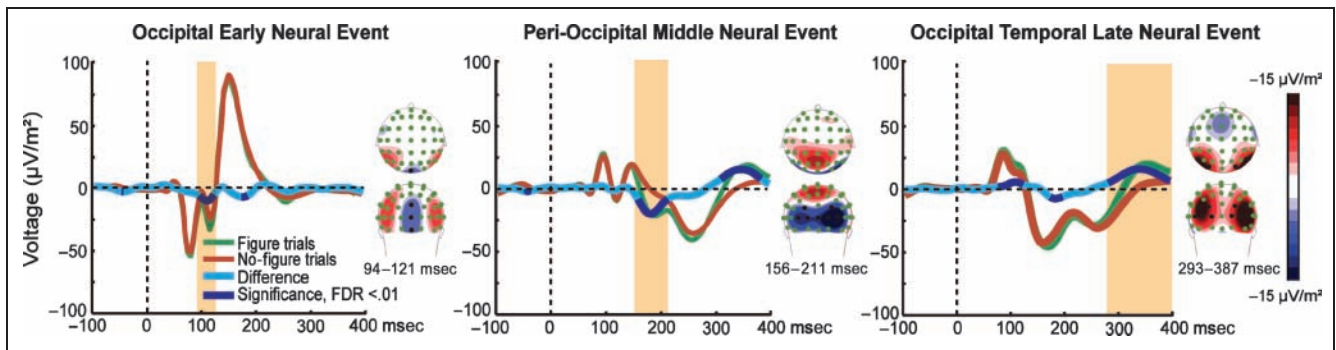 Occipital Early Neural Event
Peri-Occipital Middle Neural Event
Occipital Temporal Late Neural Event
Voltage (µV/m²)
100
50
0
−50
−100
-100 0 100 200 300 400 msec
Figure trials
No-figure trials
Difference
Significance, FDR <.01
94–121 msec
100
50
0
−50
−100
-100 0 100 200 300 400 msec
156–211 msec
100
50
0
−50
−100
-100 0 100 200 300 400 msec
293–387 msec
−15 µV/m²
−15 µV/m²